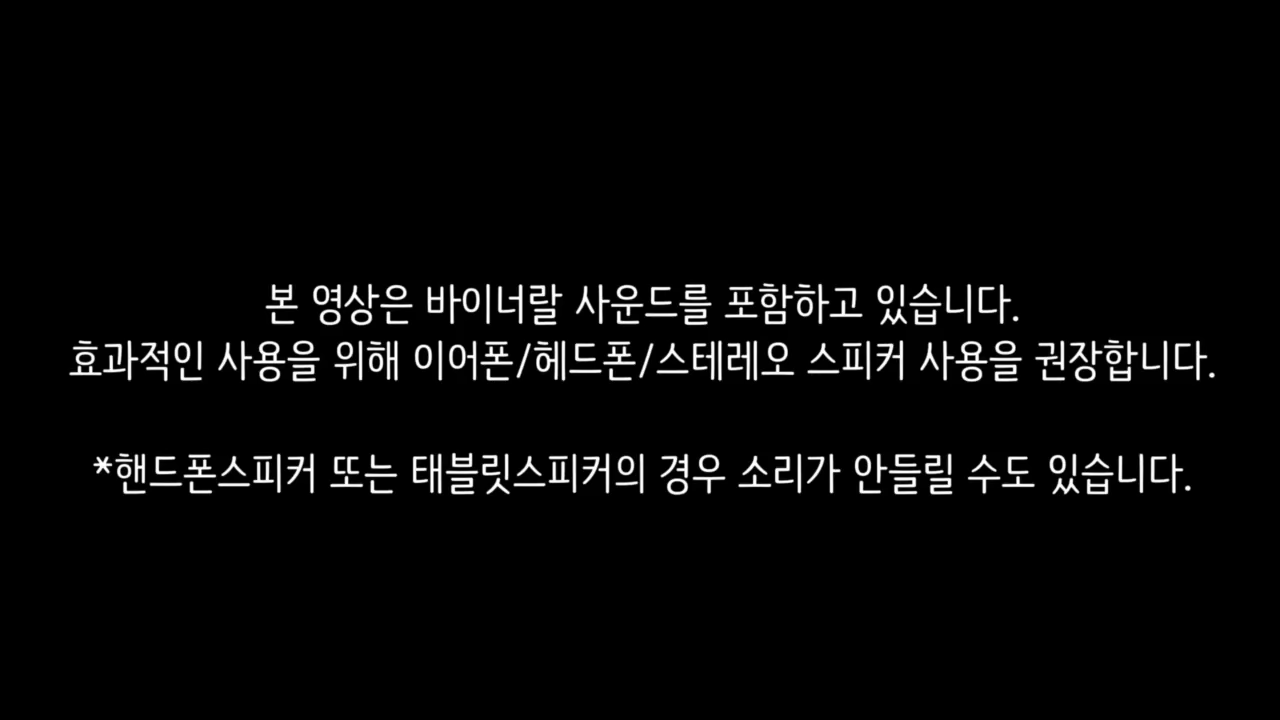 본 영상은 바이너랄 사운드를 포함하고 있습니다.
효과적인 사용을 위해 이어폰/헤드폰/스테레오 스피커 사용을 권장합니다.
*핸드폰스피커 또는 태블릿스피커의 경우 소리가 안들릴 수도 있습니다.